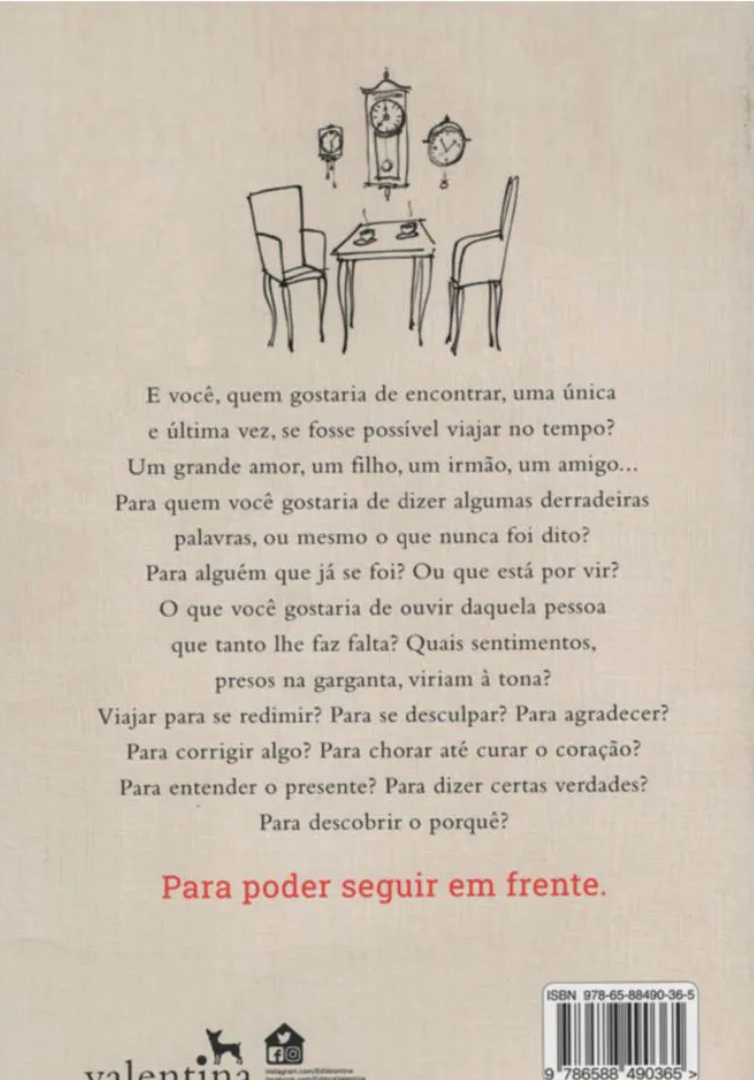 E você, quem gostaria de encontrar, uma única
e última vez, se fosse possível viajar no tempo?
Um grande amor, um filho, um irmão, um amigo...
Para quem você gostaria de dizer algumas derradeiras
palavras, ou mesmo o que nunca foi dito?
Para alguém que já se foi? Ou que está por vir?
O que você gostaria de ouvir daquela pessoa
que tanto lhe faz falta? Quais sentimentos,
presos na garganta, viriam à tona?
Viajar para se redimir? Para se desculpar? Para agradecer?
Para corrigir algo? Para chorar até curar o coração?
Para entender o presente? Para dizer certas verdades?
Para descobrir o porquê?
Para poder seguir em frente.
ISBN 978-65-88490-36-5
9 786588 490365 >
valentina